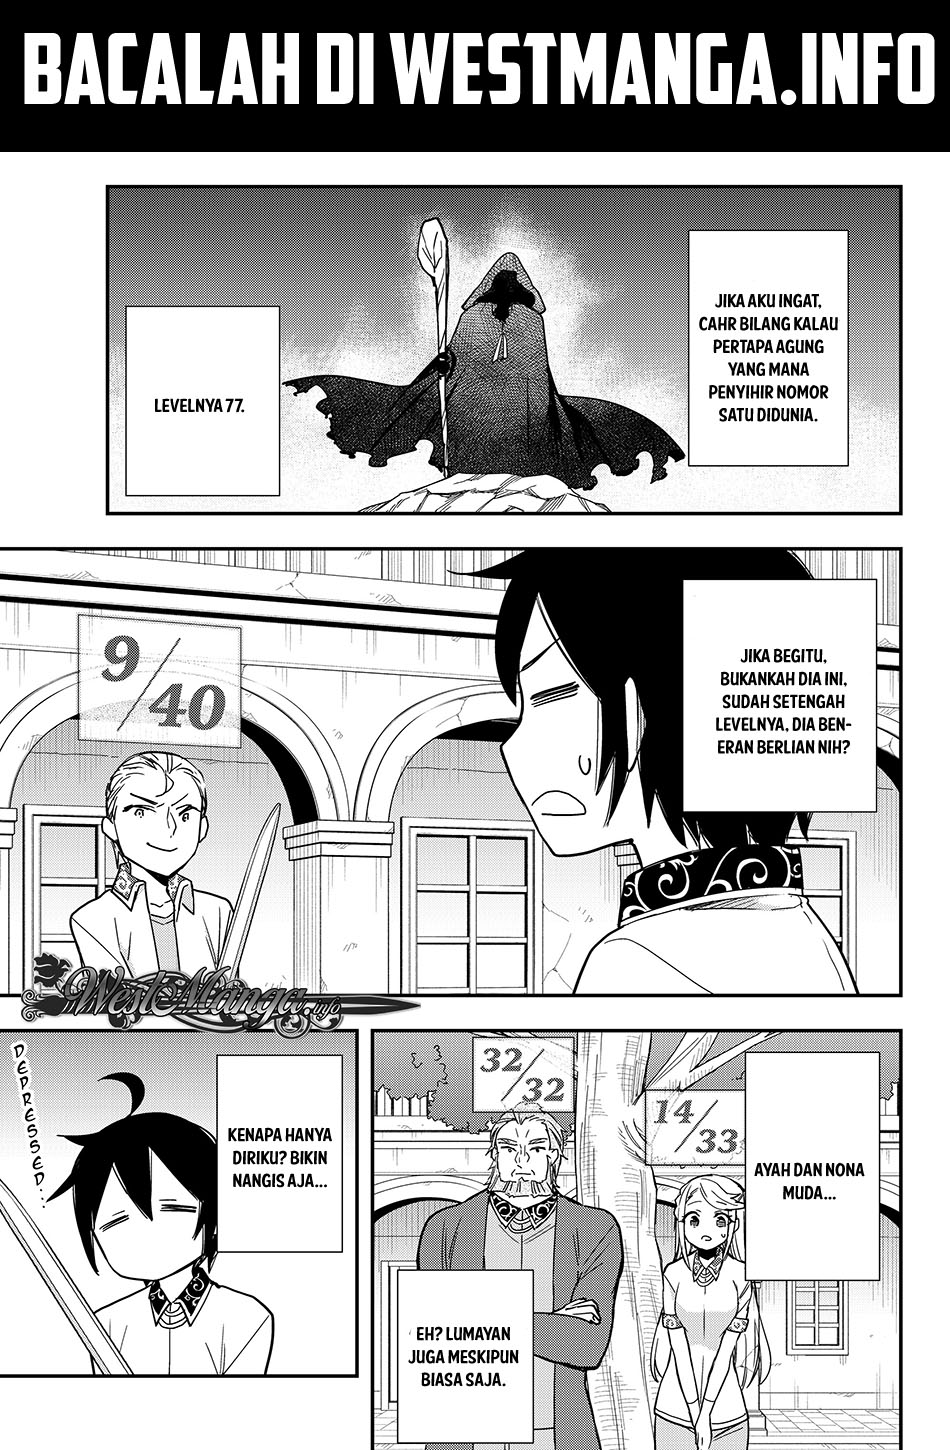 BACALAH DI WESTMANGA.INFO
JIKA AKU INGAT,
CAHR BILANG KALAU
PERTAPA AGUNG
YANG MANA
PENYIHIR NOMOR
SATU DIDUNIA.
LEVELNYA 77.
JIKA BEGITU,
BUKANKAH DIA INI,
SUDAH SETENGAH
LEVELNYA, DIA BEN-
ERAN BERLIAN NIH?
9/40
WestManga.info
32/32
14/33
AYAH DAN NONA
MUDA...
EH? LUMAYAN
JUGA MESKIPUN
BIASA SAJA.
KENAPA HANYA
DIRIKU? BIKIN
NANGIS AJA...
DEPRESSED...